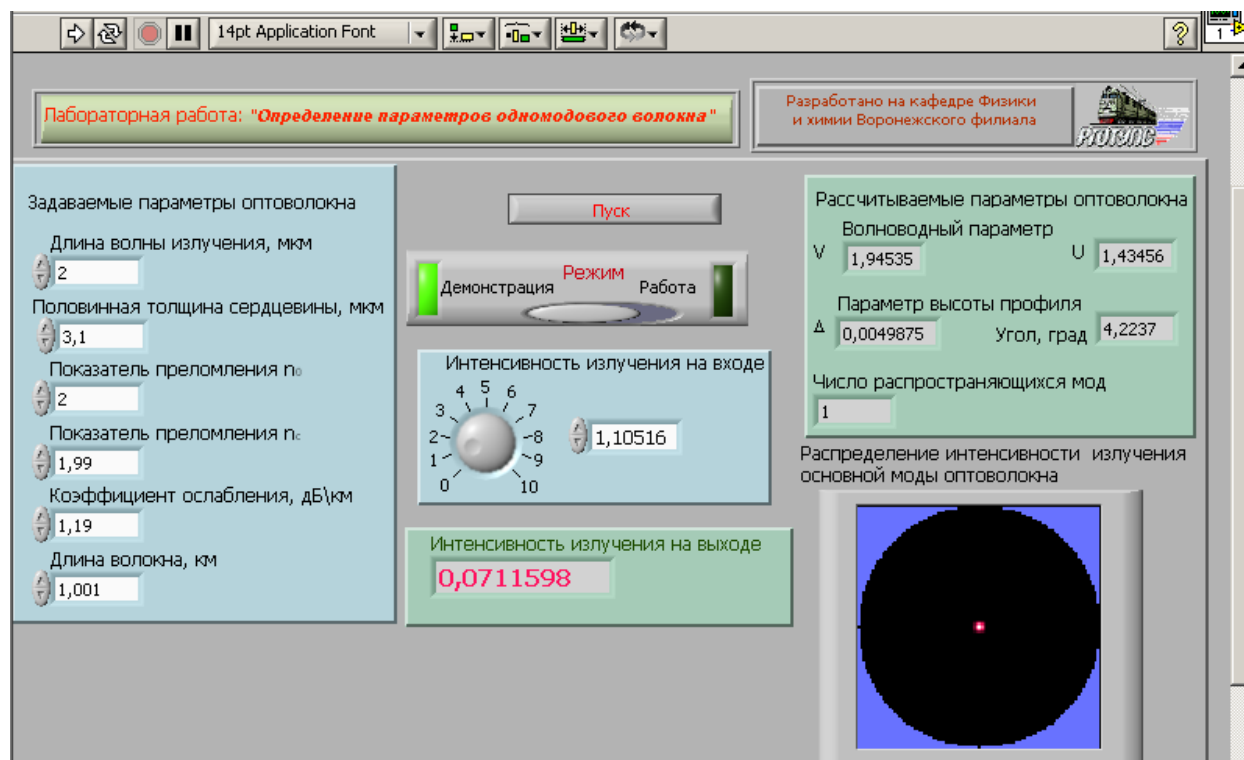 14pt Application Font
?
1
Лабораторная работа: "Определение параметров одномодового волокна"
Разработано на кафедре Физики
и химии Воронежского филиала
РГОТУПС
Задаваемые параметры оптоволокна
Длина волны излучения, мкм
2
Половинная толщина сердцевины, мкм
3,1
Показатель преломления n₀
2
Показатель преломления nc
1,99
Коэффициент ослабления, дБ\км
1,19
Длина волокна, км
1,001
Пуск
Режим
Демонстрация
Работа
Интенсивность излучения на входе
0 1 2 3 4 5 6 7 8 9 10
1,10516
Интенсивность излучения на выходе
0,0711598
Рассчитываемые параметры оптоволокна
Волноводный параметр
V 1,94535 U 1,43456
Параметр высоты профиля
Δ 0,0049875 Угол, град 4,2237
Число распространяющихся мод
1
Распределение интенсивности излучения
основной моды оптоволокна